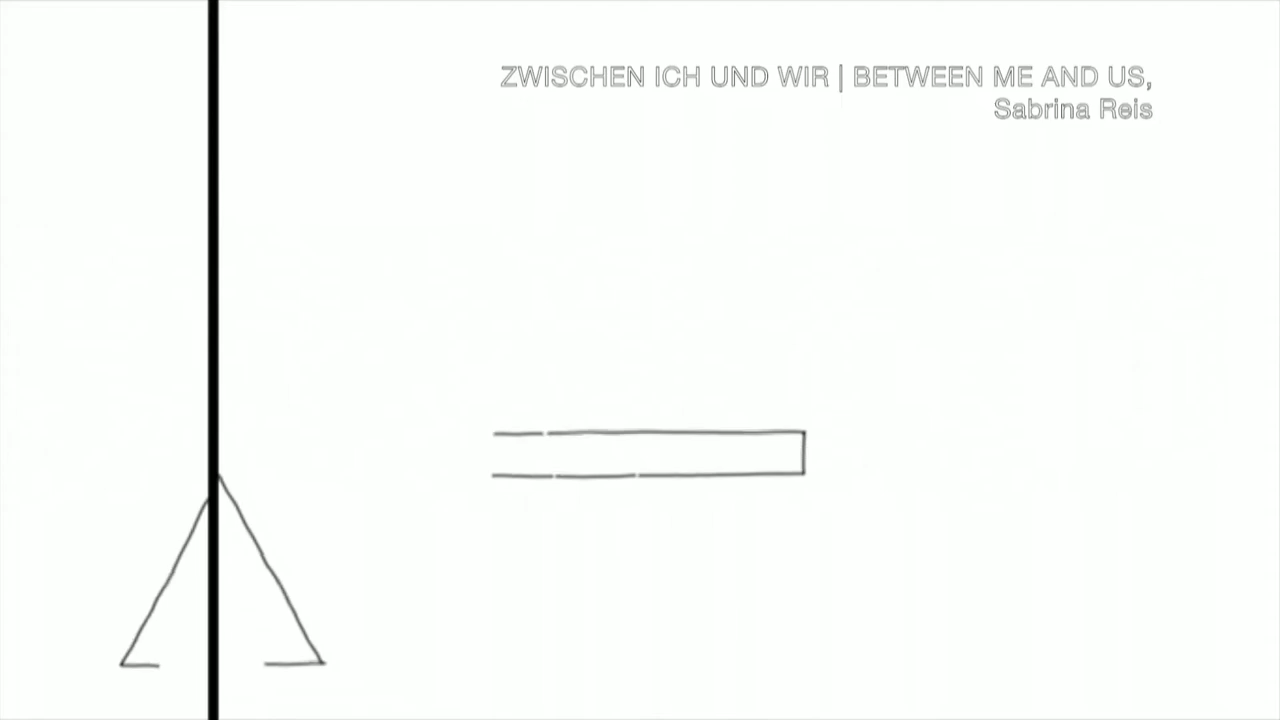 ZWISCHEN ICH UND WIR | BETWEEN ME AND US,
Sabrina Reis